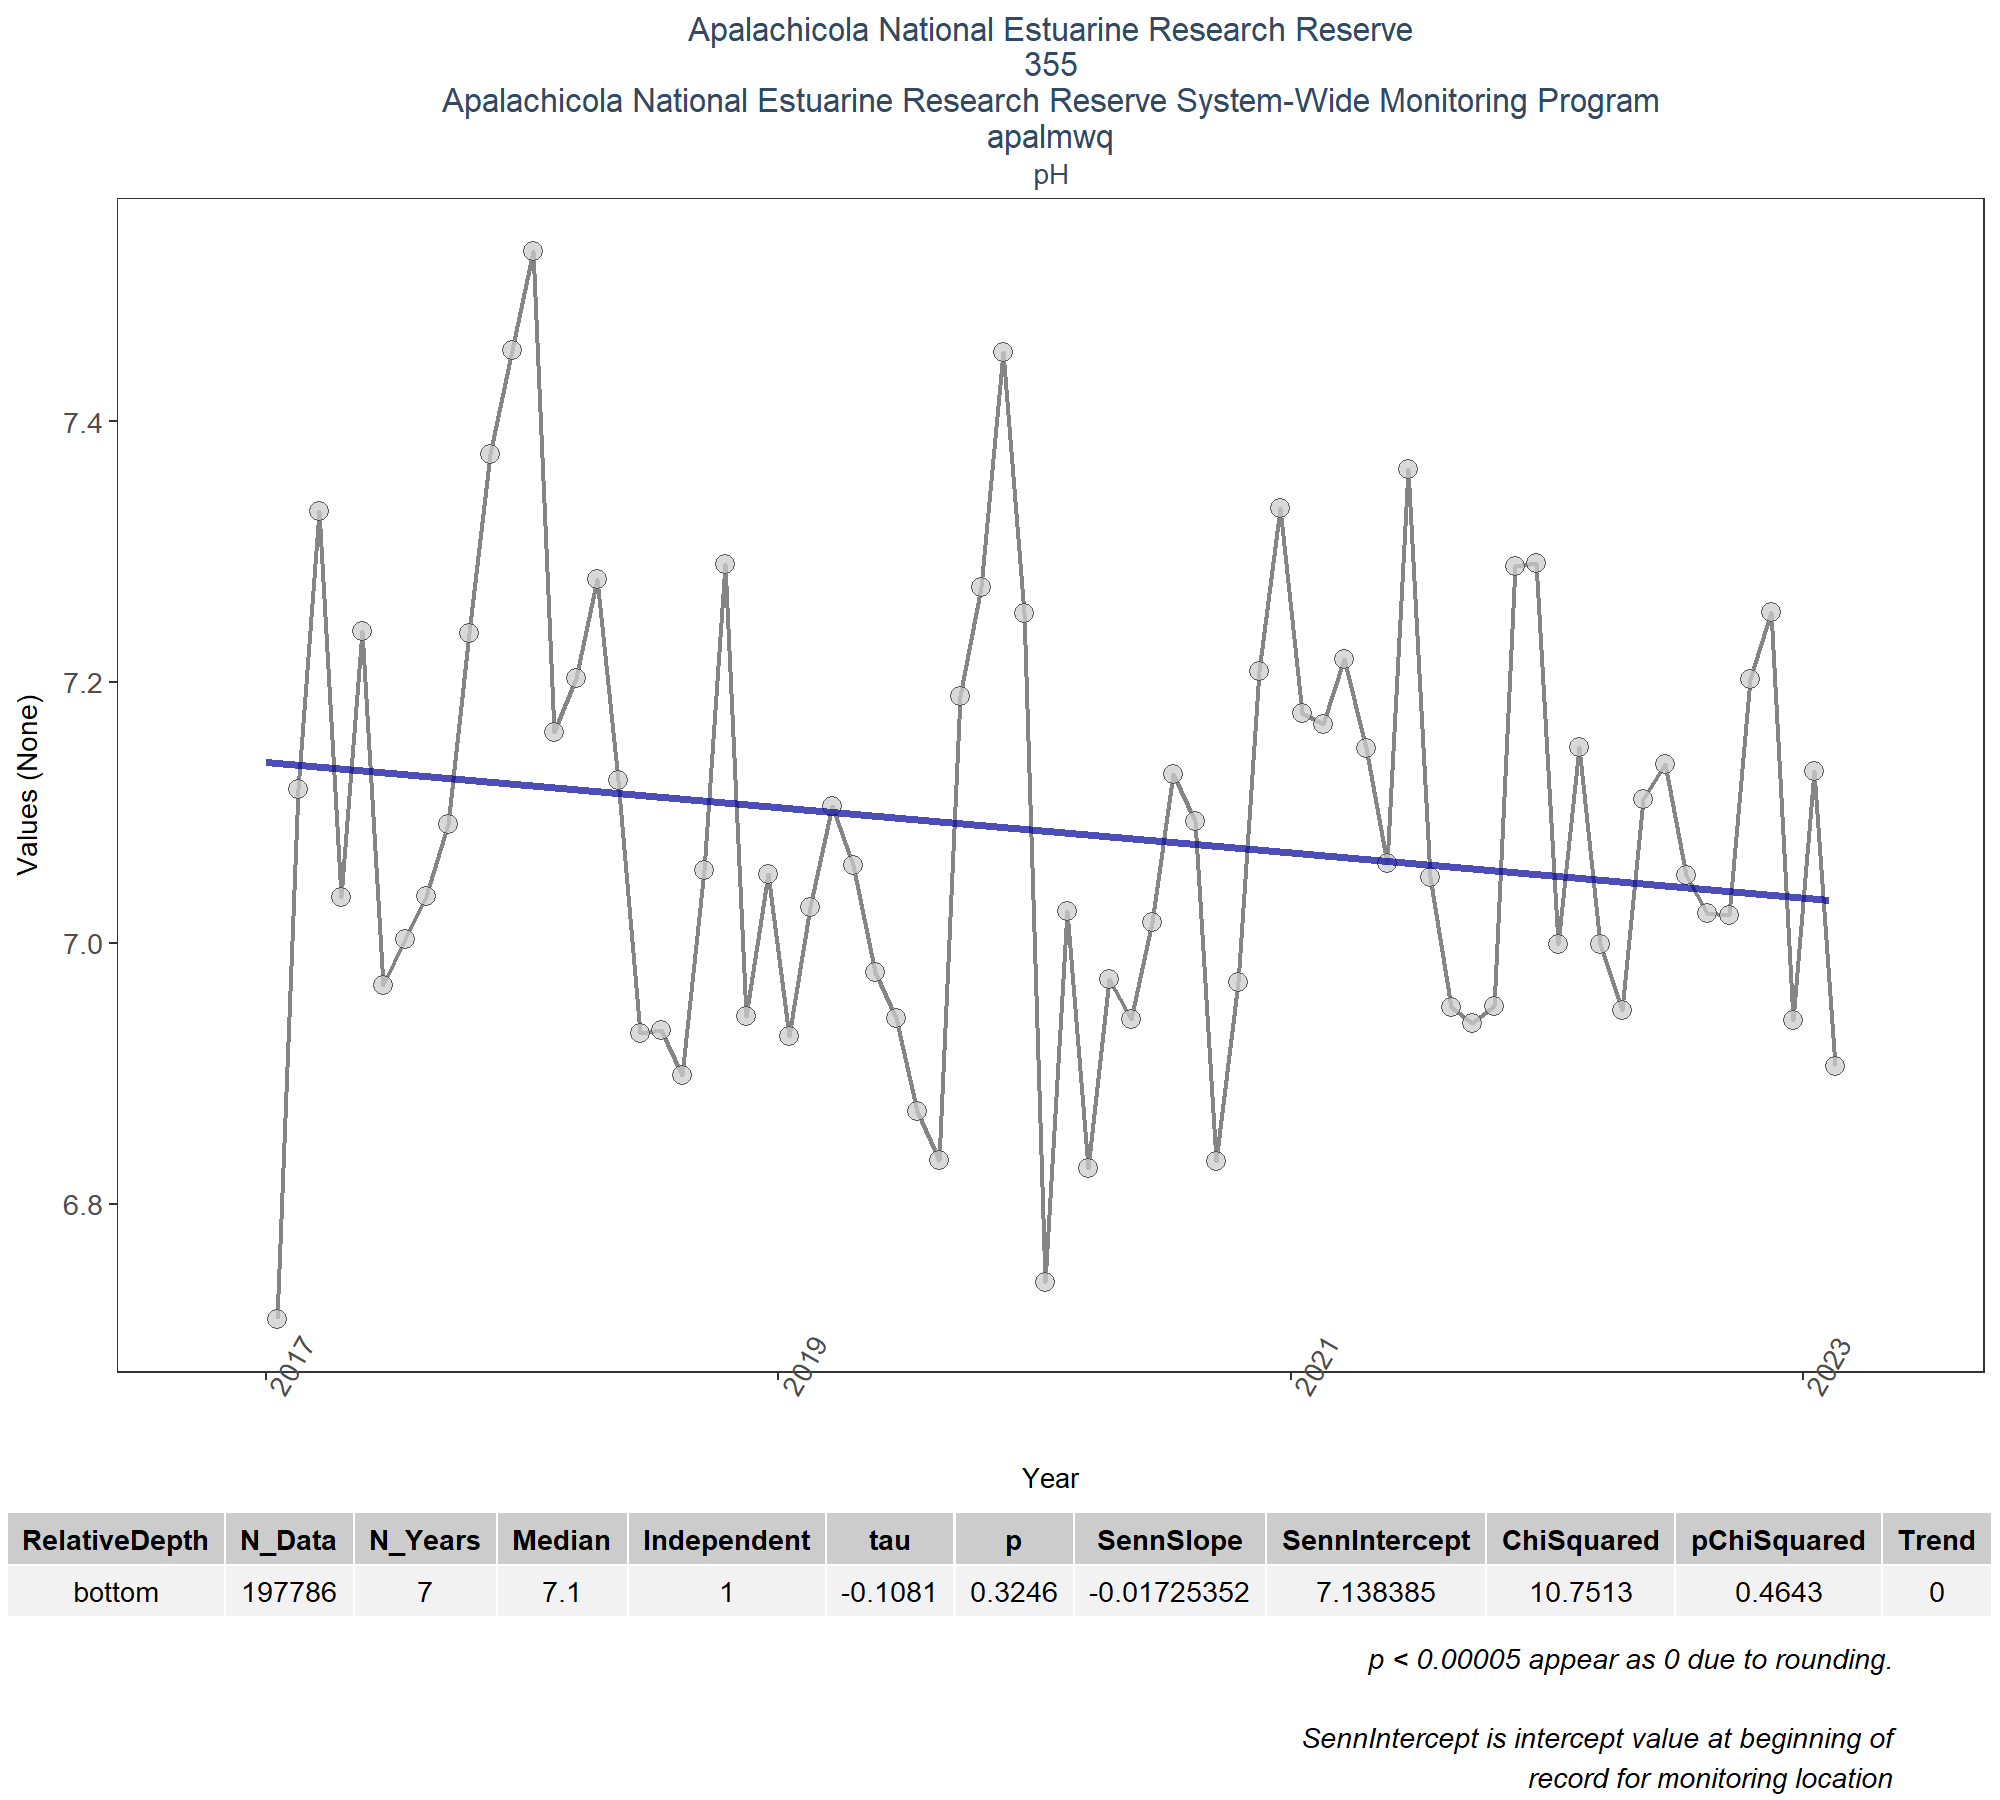 Apalachicola National Estuarine Research Reserve
355
Apalachicola National Estuarine Research Reserve System-Wide Monitoring Program
apalmwq
pH
Values (None)
7.4
7.2
7.0
6.8
2017 2019 2021 2023
Year
RelativeDepth N_Data N_Years Median Independent tau p SennSlope SennIntercept ChiSquared pChiSquared Trend
bottom 197786 7 7.1 1 -0.1081 0.3246 -0.01725352 7.138385 10.7513 0.4643 0
p < 0.00005 appear as 0 due to rounding.
SennIntercept is intercept value at beginning of
record for monitoring location